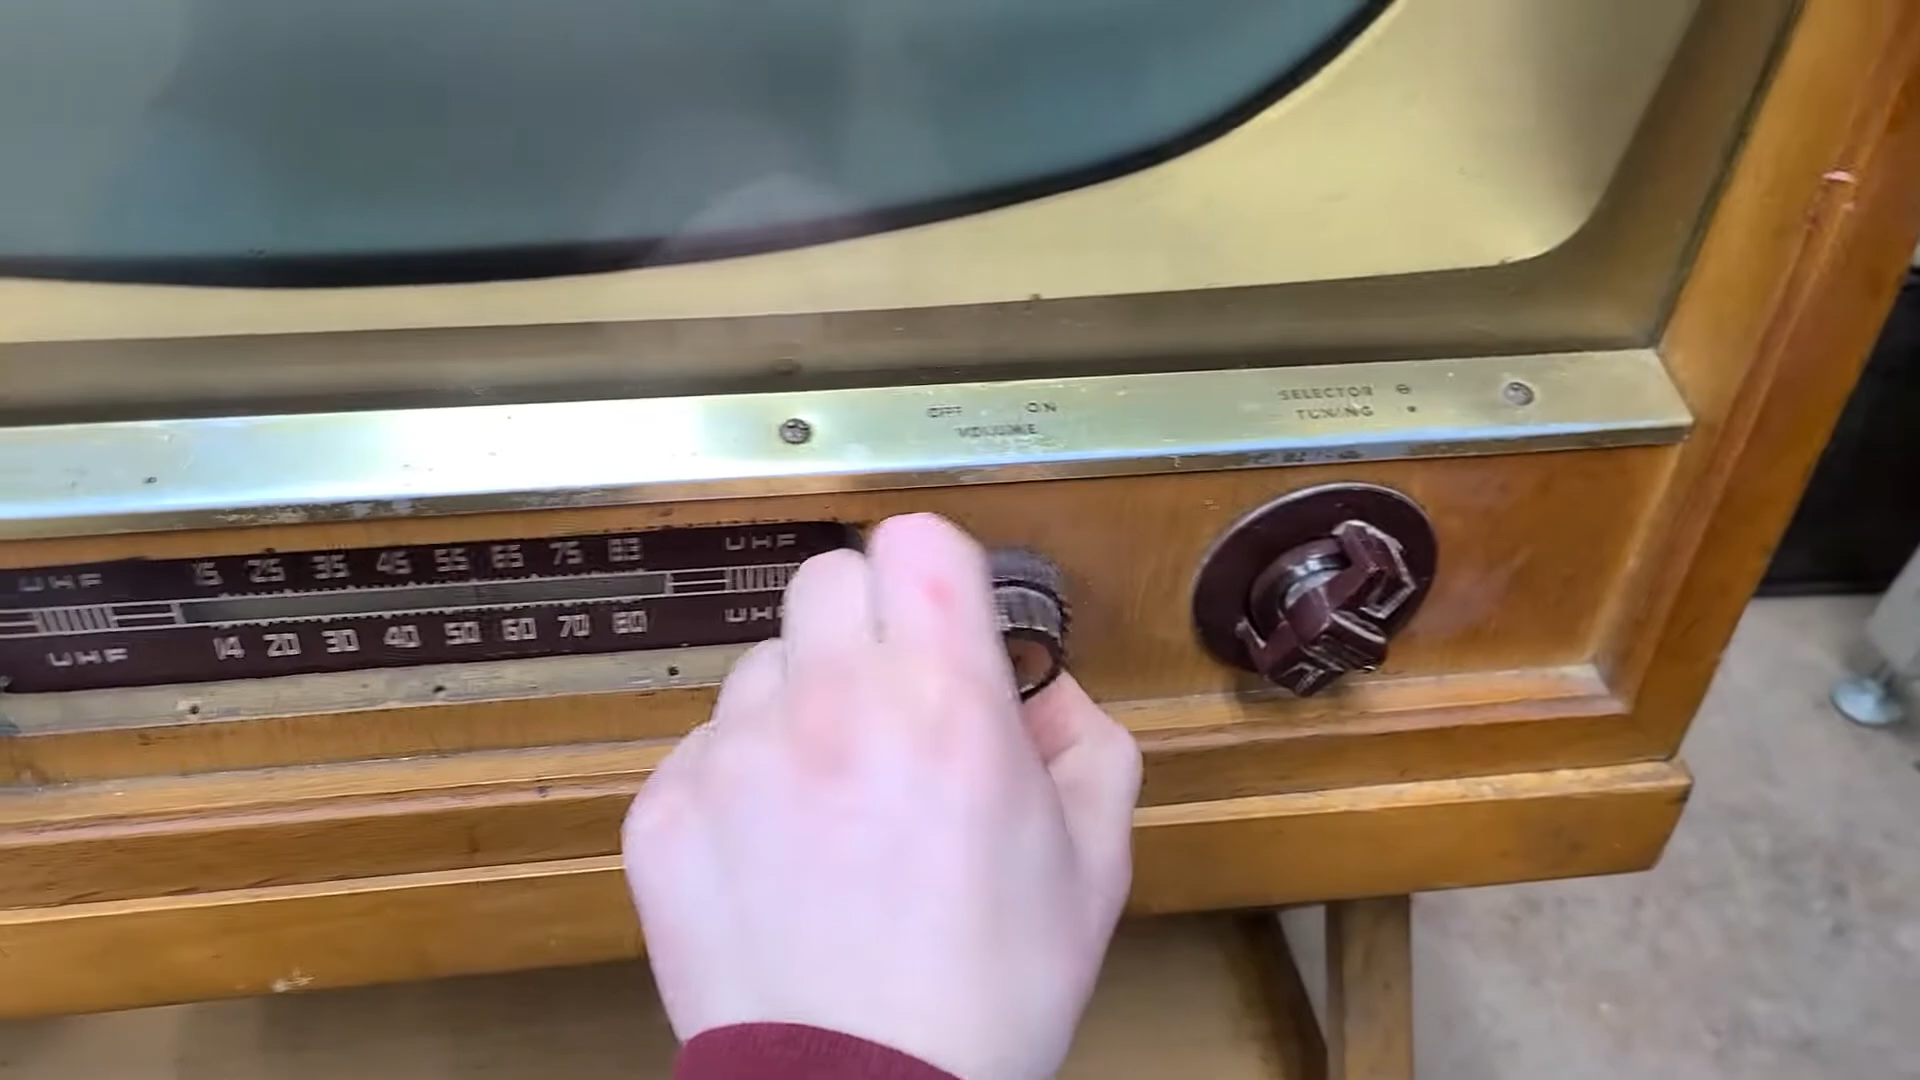 OFF ON
VOLUME
SELECTOR
TUNING
UHF 15 25 35 45 55 65 75 83 UHF
UHF 14 20 30 40 50 60 70 80 UHF